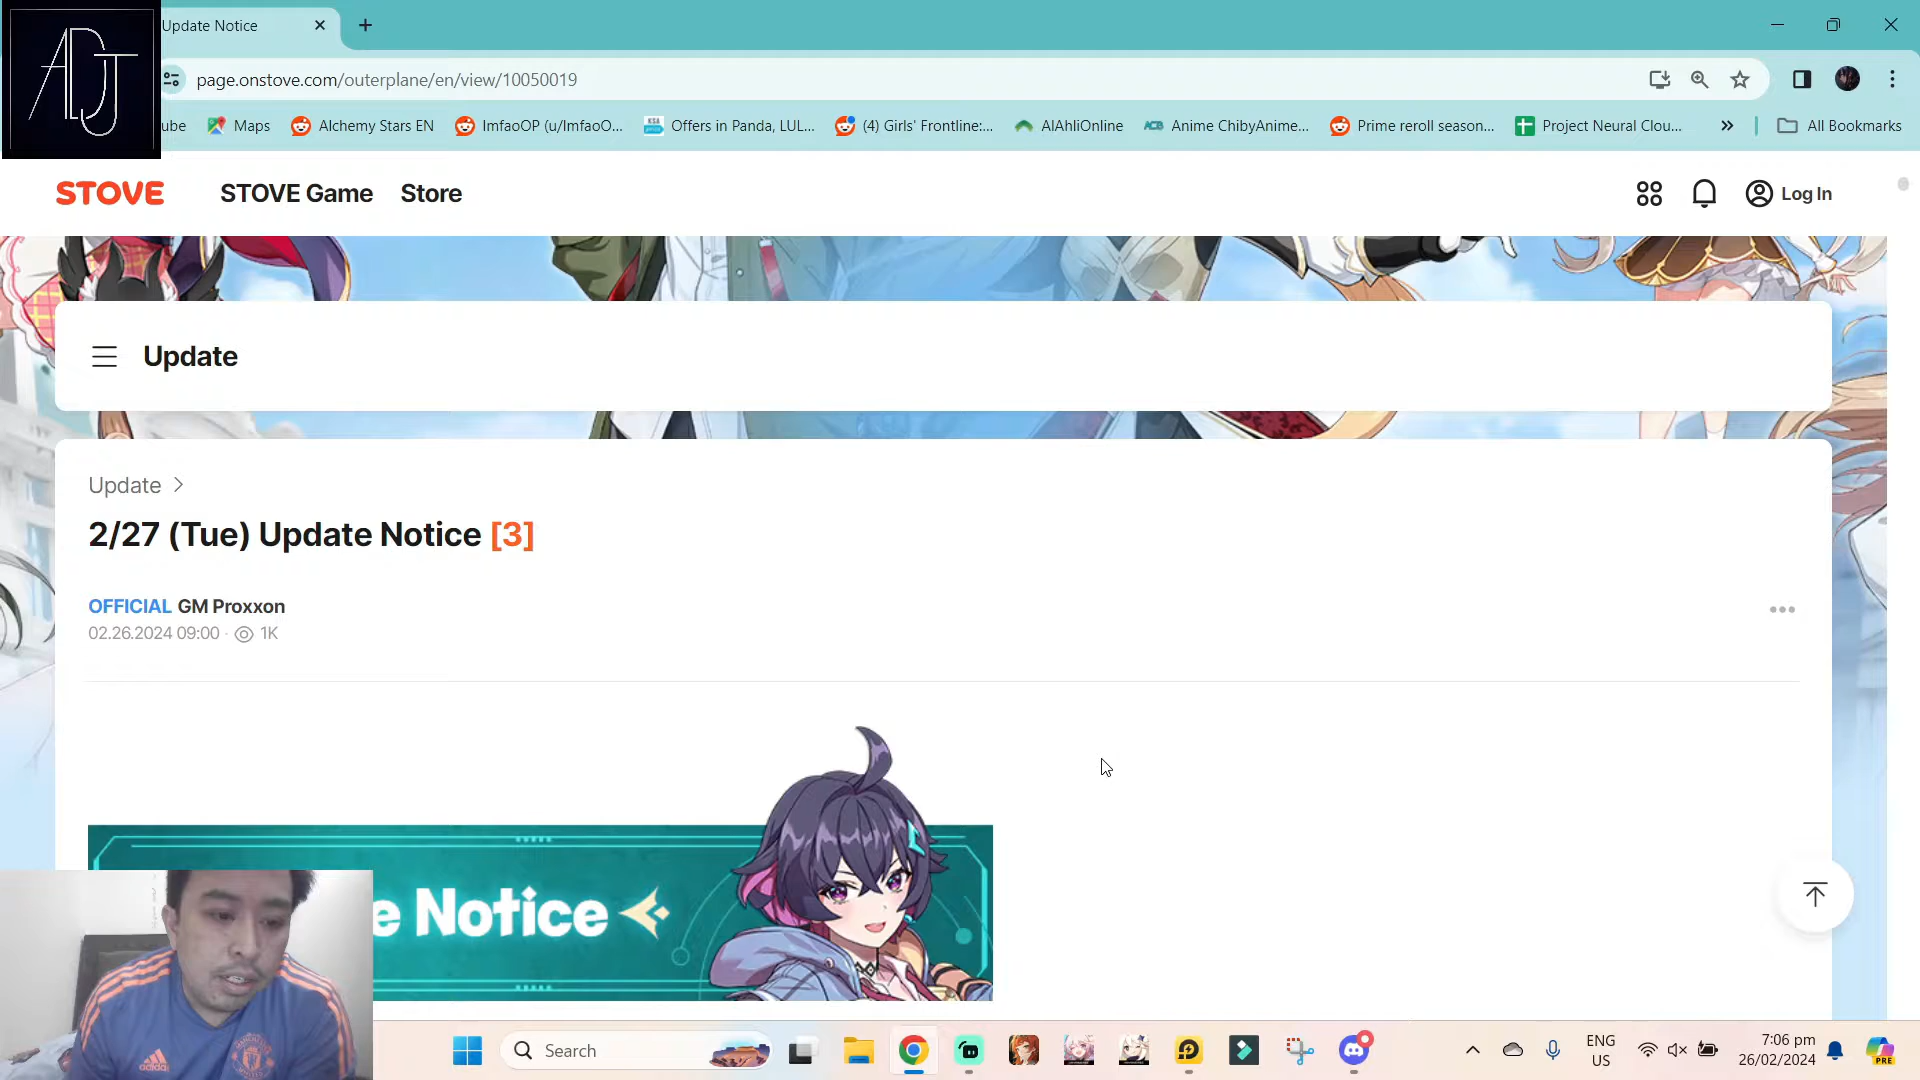 ADJ
Update Notice
page.onstove.com/outerplane/en/view/10050019
ube
Maps
Alchemy Stars EN
ImfaoOP (u/ImfaoO...
Offers in Panda, LUL...
(4) Girls' Frontline:...
AlAhliOnline
Anime ChibyAnime...
Prime reroll season...
Project Neural Clou...
All Bookmarks
STOVE
STOVE Game
Store
Log In
Update
Update
2/27 (Tue) Update Notice [3]
OFFICIAL GM Proxxon
02.26.2024 09:00 · 1K
e Notice
Search
ENG
US
7:06 pm
26/02/2024
PRE